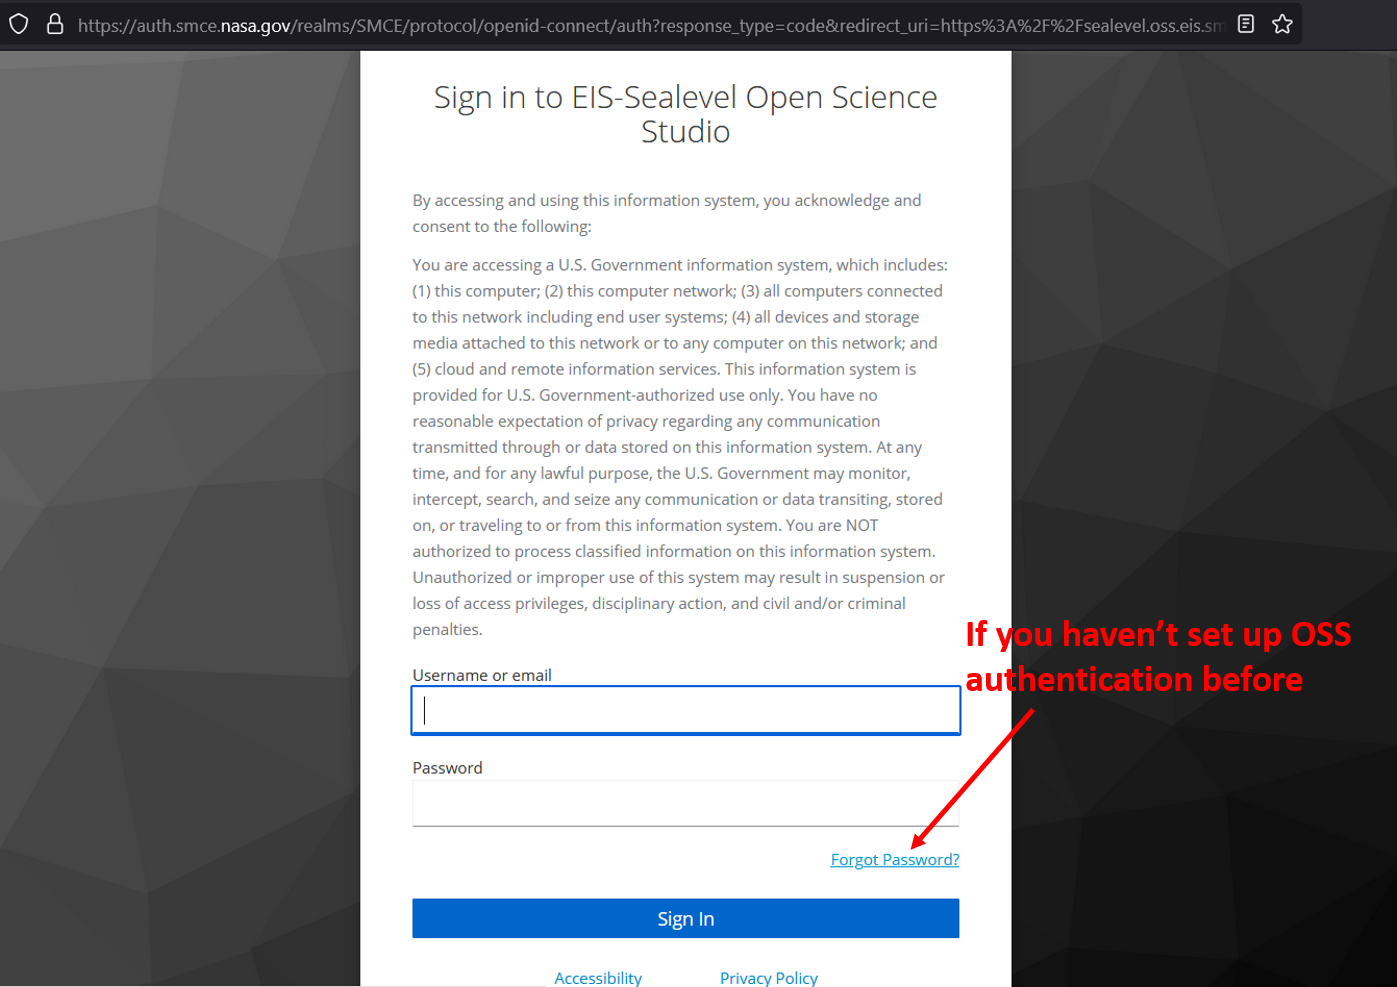 https://auth.smce.nasa.gov/realms/SMCE/protocol/openid-connect/auth?response_type=code&redirect_uri=https%3A%2F%2Fsealevel.oss.eis.sm
Sign in to EIS-Sealevel Open Science
Studio
By accessing and using this information system, you acknowledge and
consent to the following:
You are accessing a U.S. Government information system, which includes:
(1) this computer; (2) this computer network; (3) all computers connected
to this network including end user systems; (4) all devices and storage
media attached to this network or to any computer on this network; and
(5) cloud and remote information services. This information system is
provided for U.S. Government-authorized use only. You have no
reasonable expectation of privacy regarding any communication
transmitted through or data stored on this information system. At any
time, and for any lawful purpose, the U.S. Government may monitor,
intercept, search, and seize any communication or data transiting, stored
on, or traveling to or from this information system. You are NOT
authorized to process classified information on this information system.
Unauthorized or improper use of this system may result in suspension or
loss of access privileges, disciplinary action, and civil and/or criminal
penalties.
If you haven’t set up OSS
authentication before
Username or email
Password
Forgot Password?
Sign In
Accessibility Privacy Policy